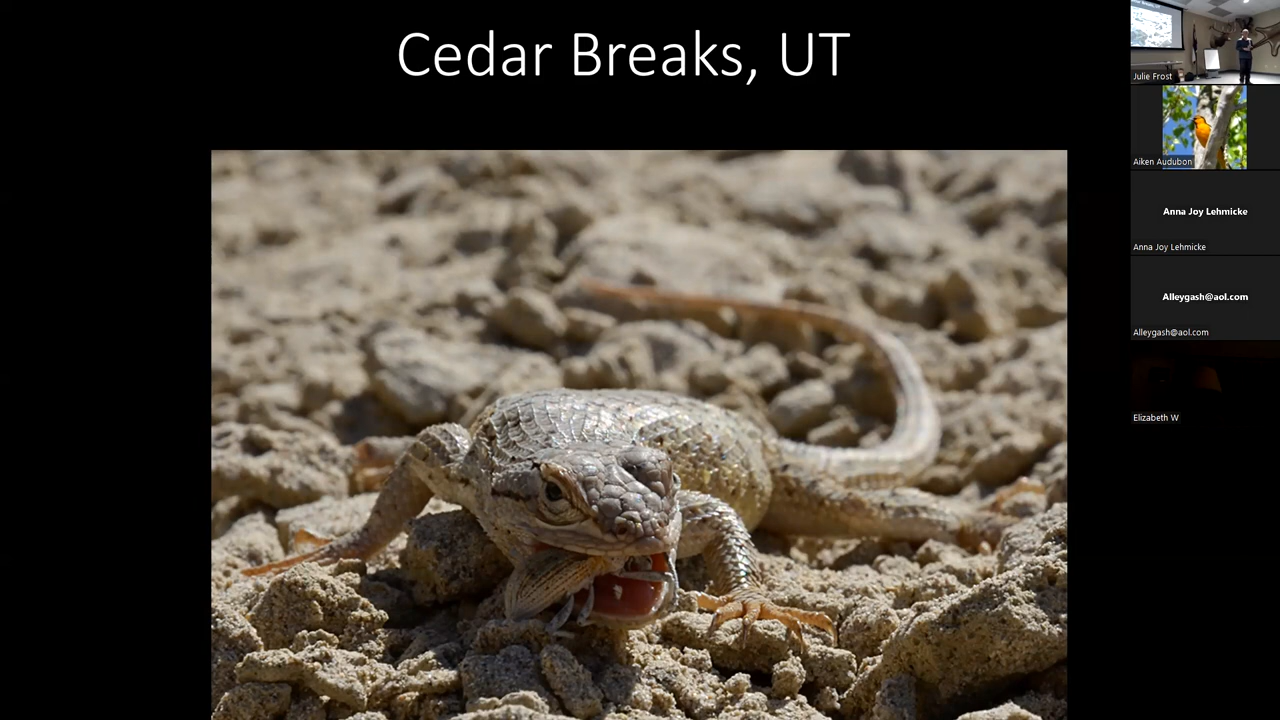 Cedar Breaks, UT
Julie Frost
Aiken Audubon
Anna Joy Lehmicke
Anna Joy Lehmicke
Alleygash@aol.com
Alleygash@aol.com
Elizabeth W